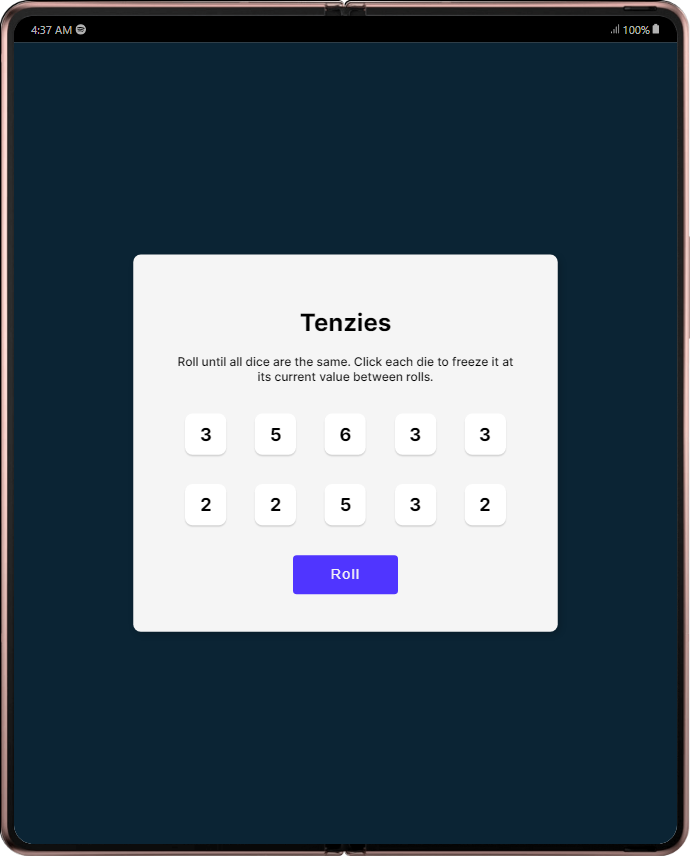 4:37 AM 100%
Tenzies
Roll until all dice are the same. Click each die to freeze it at
its current value between rolls.
3 5 6 3 3
2 2 5 3 2
Roll